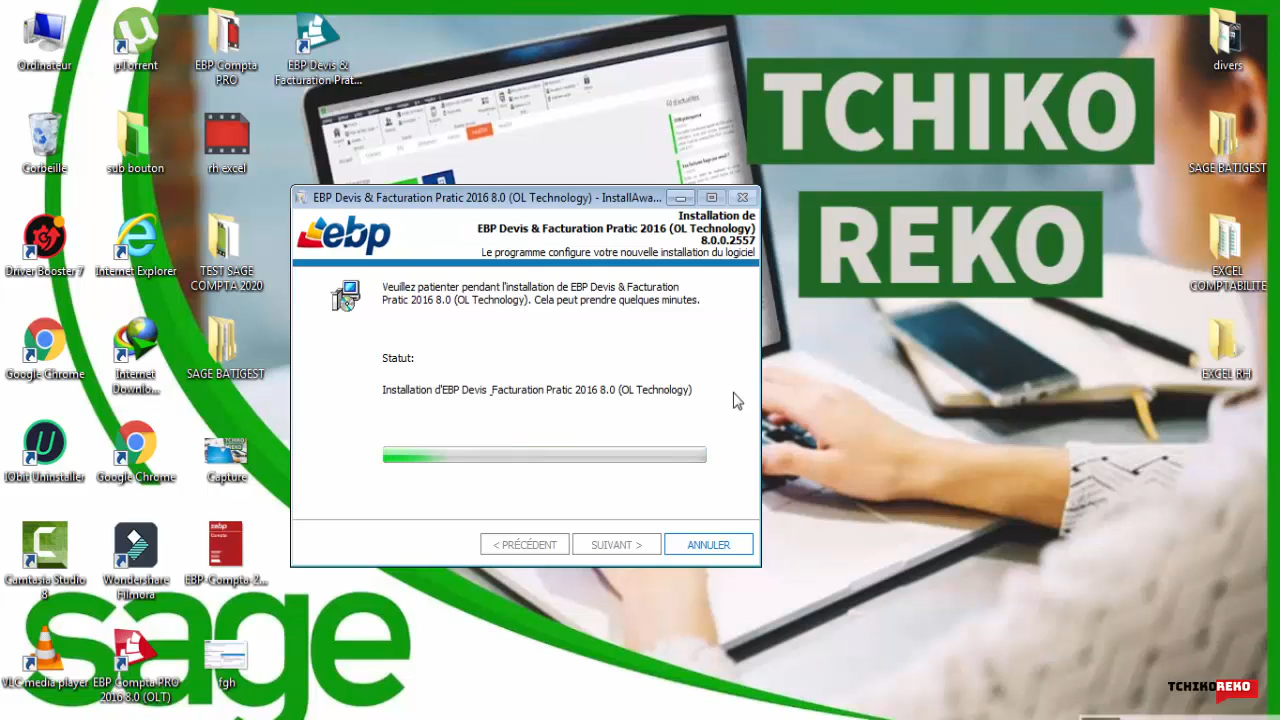 Ordinateur
µTorrent
EBP Compta
PRO
EBP Devis &
Facturation Prat...
divers
Corbeille
sub bouton
rh excel
SAGE BATIGEST
Driver Booster 7
Internet Explorer
TEST SAGE
COMPTA 2020
EXCEL
COMPTABILITE
Google Chrome
Internet
Downlo...
SAGE BATIGEST
EXCEL RH
IObit Uninstaller
Google Chrome
Capture
Camtasia Studio
8
Wondershare
Filmora
EBP-Compta-2...
VLC media player
EBP Compta PRO
2016 8.0 (OLT)
fgh
TCHIKO
REKO
EBP Devis & Facturation Pratic 2016 8.0 (OL Technology) - InstallAwa...
ebp
Installation de
EBP Devis & Facturation Pratic 2016 (OL Technology)
8.0.0.2557
Le programme configure votre nouvelle installation du logiciel
Veuillez patienter pendant l'installation de EBP Devis & Facturation
Pratic 2016 8.0 (OL Technology). Cela peut prendre quelques minutes.
Statut:
Installation d'EBP Devis _Facturation Pratic 2016 8.0 (OL Technology)
< PRÉCÉDENT
SUIVANT >
ANNULER
sage
TCHIKOREKO